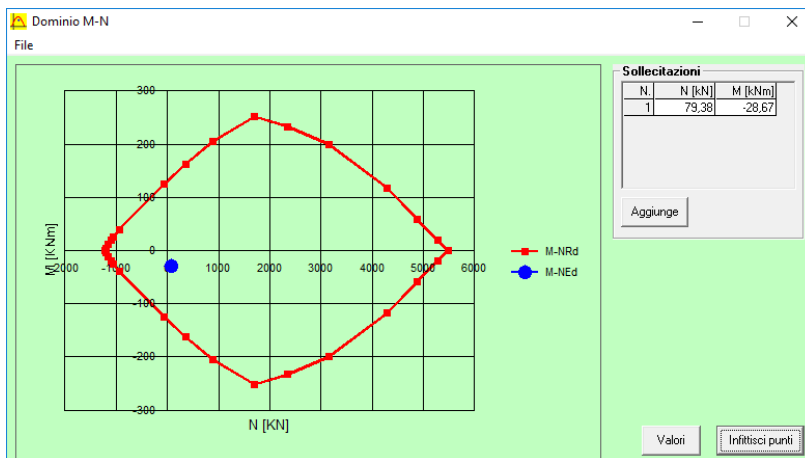 Dominio M-N
File
300
200
100
0
-100
-200
-300
M [KNm]
-2000 -1000 0 1000 2000 3000 4000 5000 6000
N [KN]
M-NRd
M-NEd
Sollecitazioni
N. N [kN] M [kNm]
1 79,38 -28,67
Aggiunge
Valori
Infittisci punti